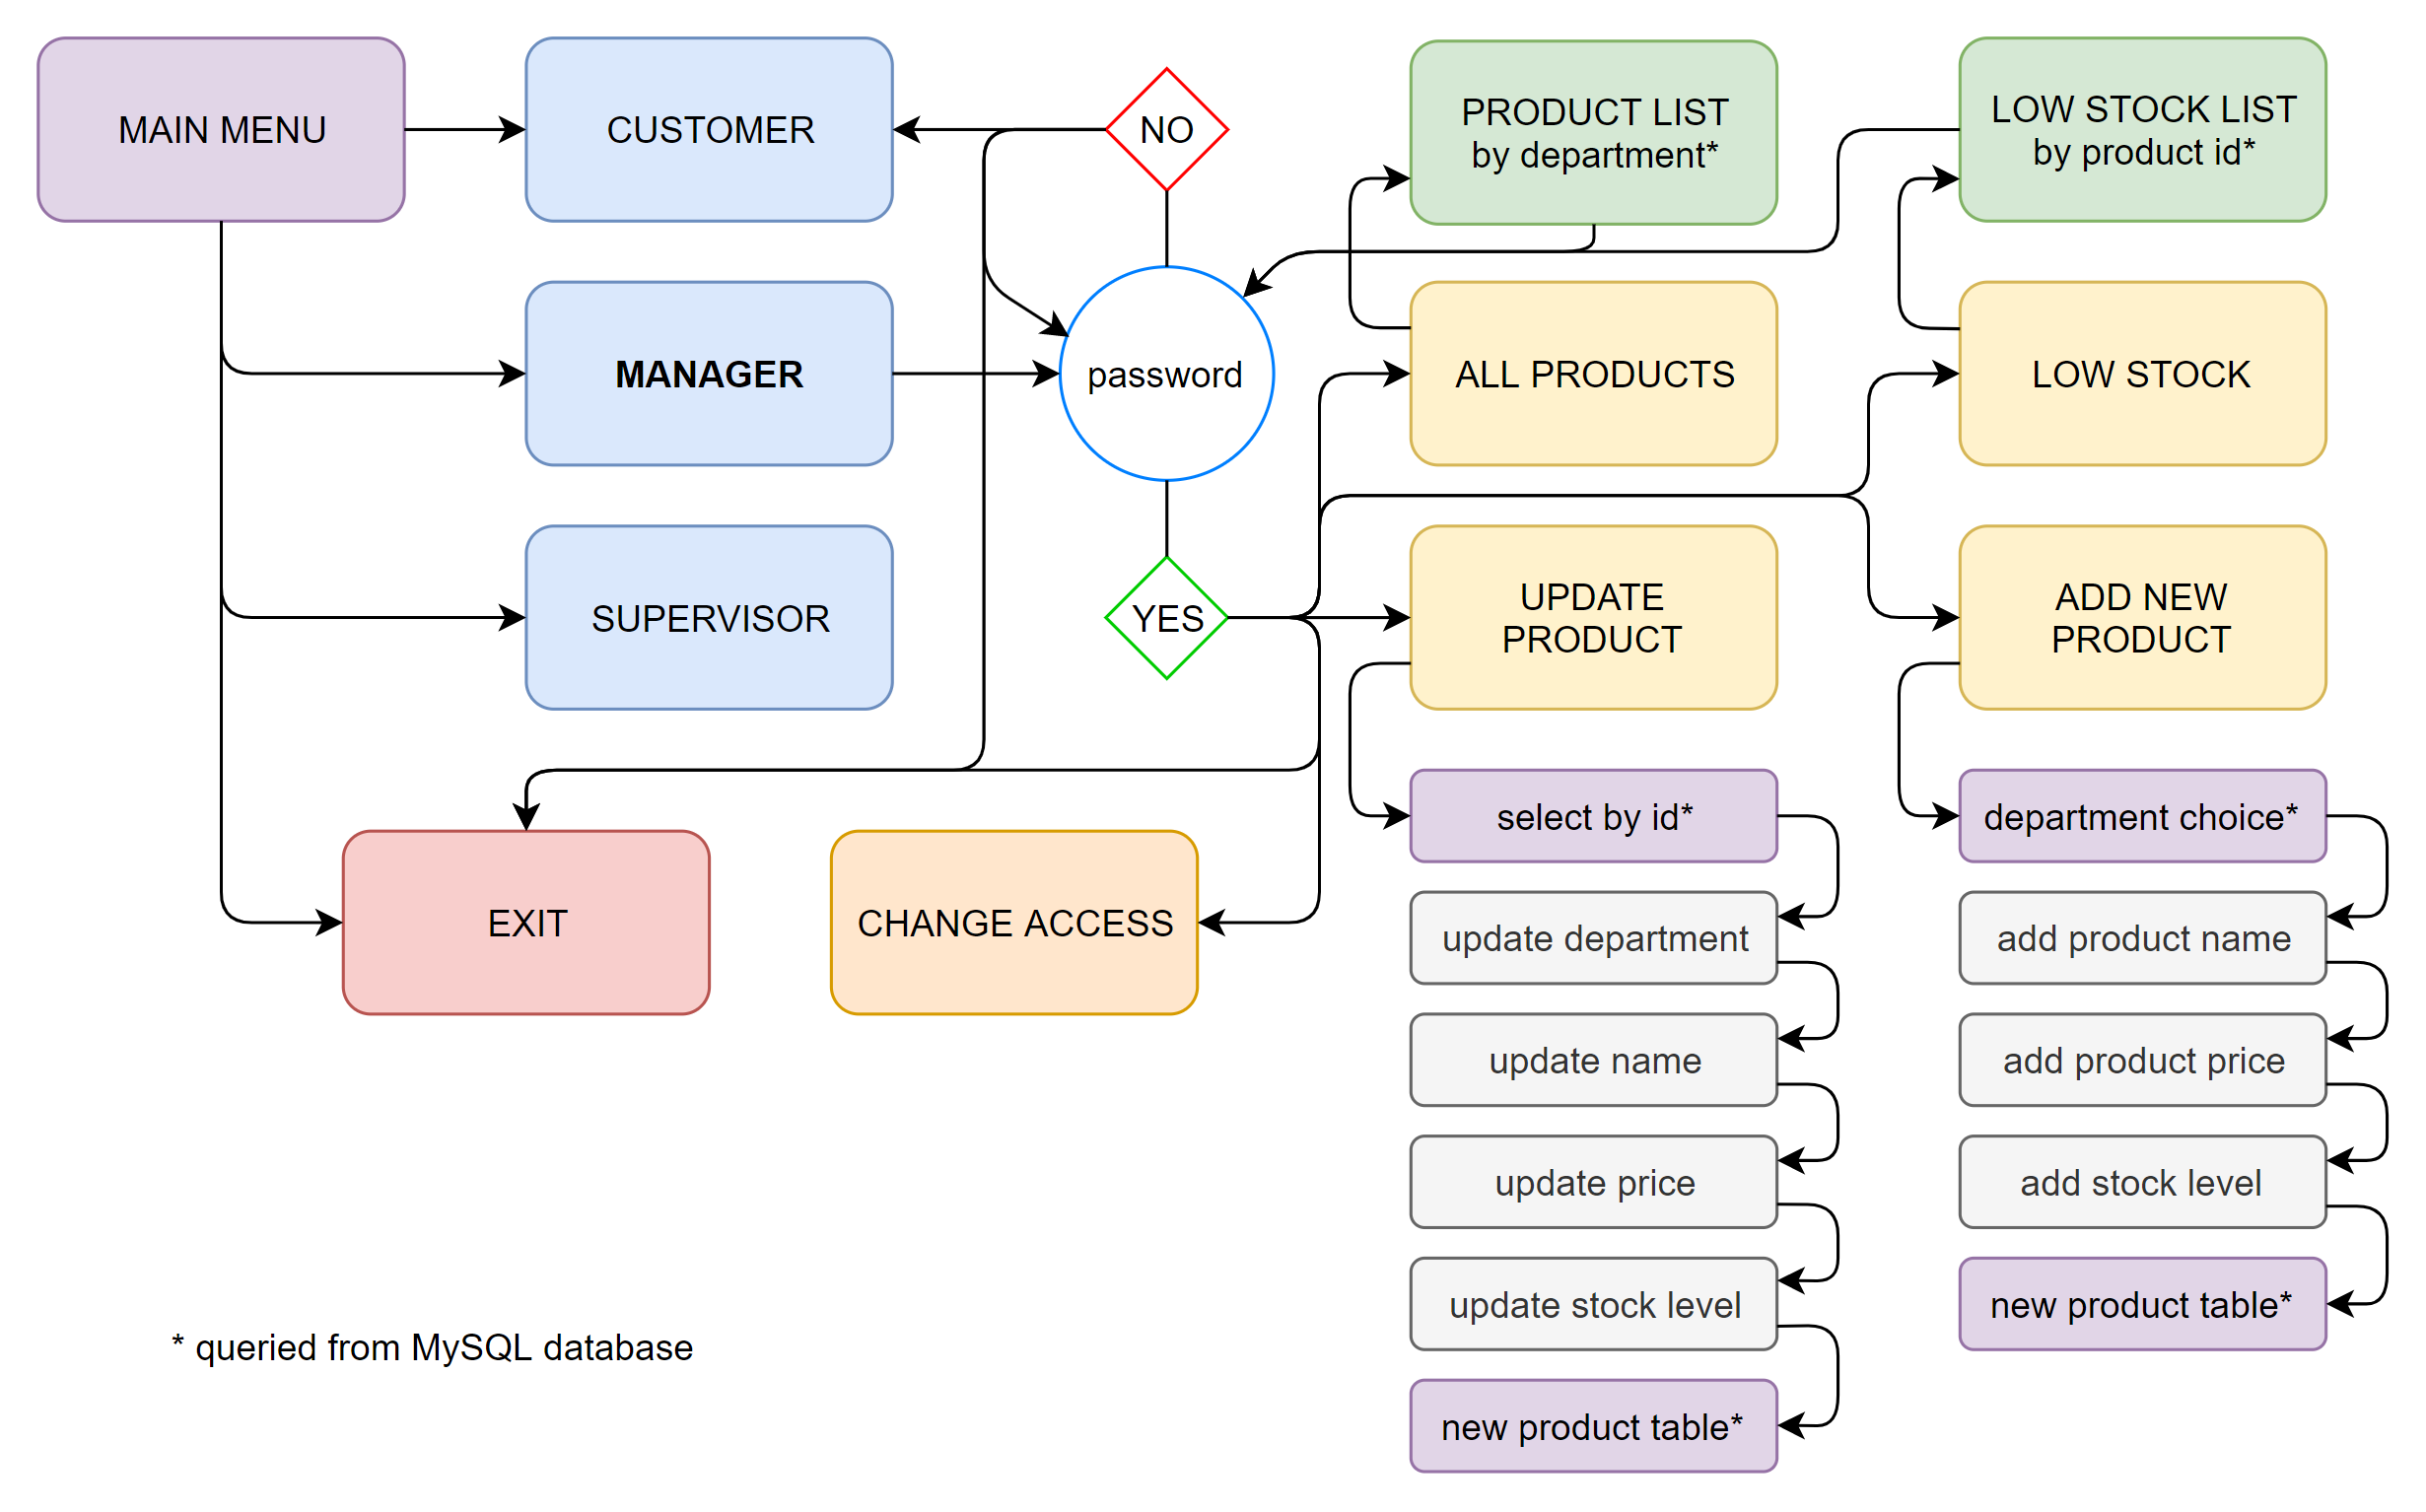 MAIN MENU
CUSTOMER
NO
PRODUCT LIST
by department*
LOW STOCK LIST
by product id*
MANAGER
password
ALL PRODUCTS
LOW STOCK
SUPERVISOR
YES
UPDATE
PRODUCT
ADD NEW
PRODUCT
EXIT
CHANGE ACCESS
select by id*
update department
update name
update price
update stock level
new product table*
department choice*
add product name
add product price
add stock level
new product table*
* queried from MySQL database